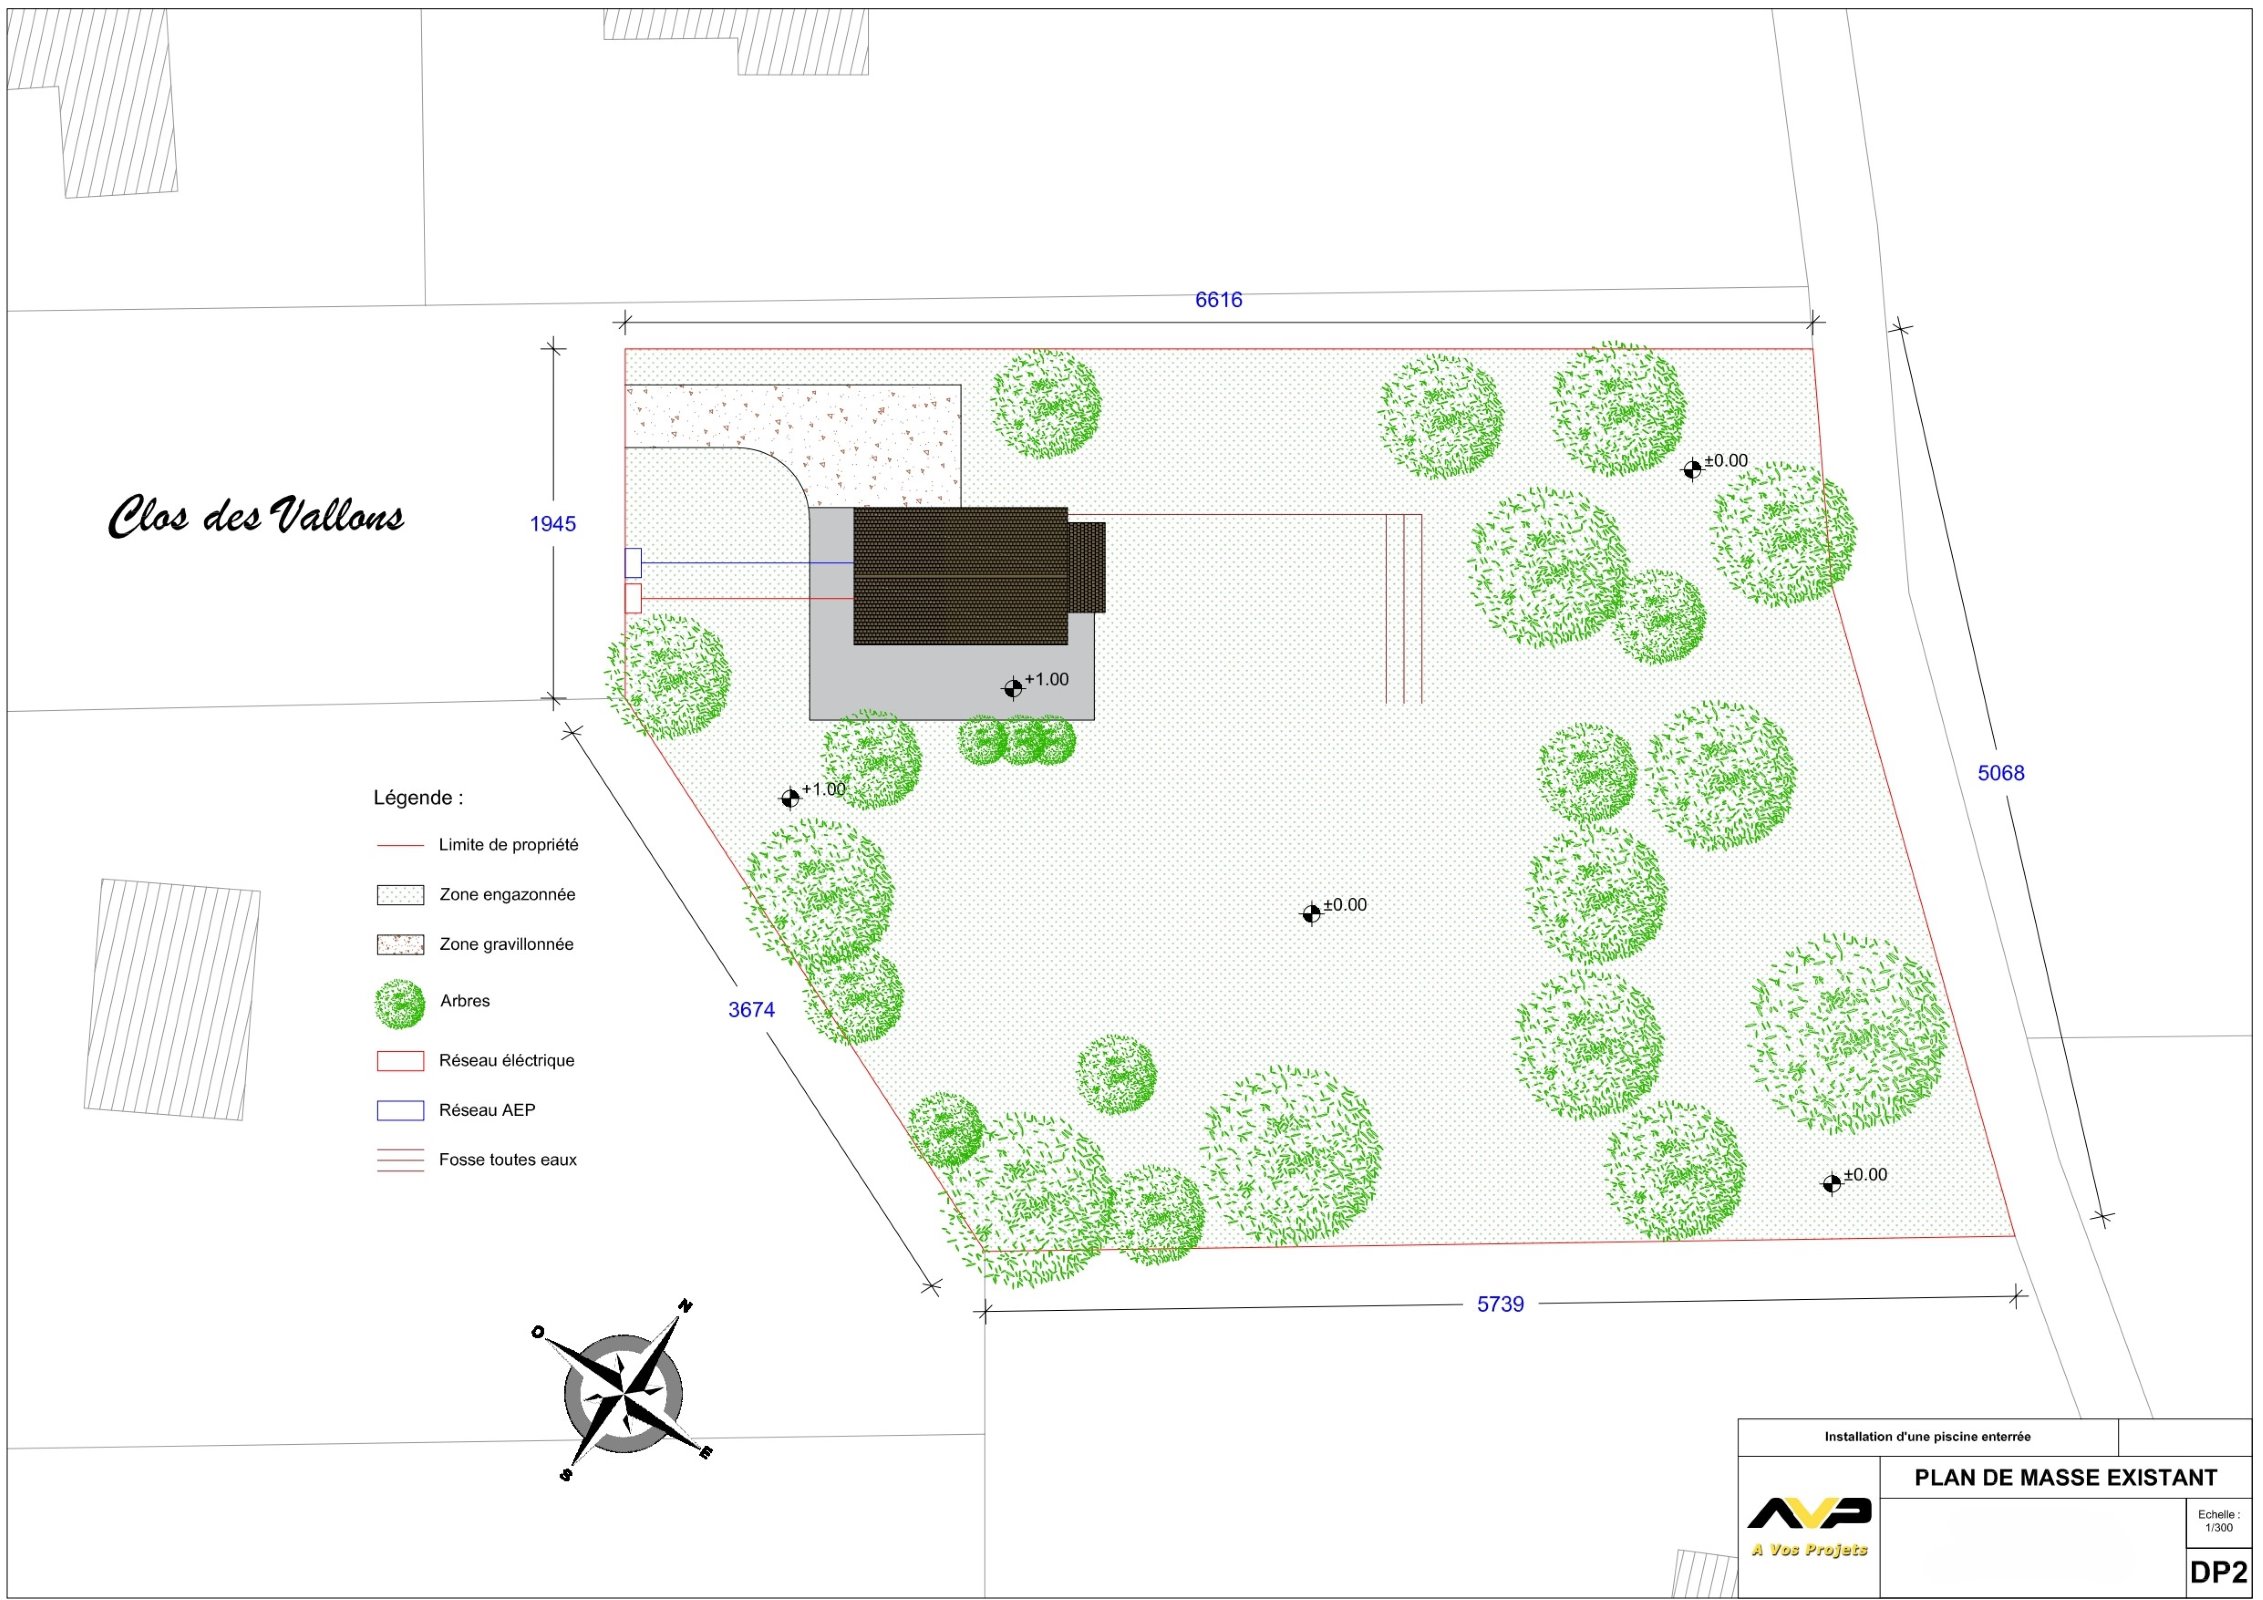 6616
±0.00
Clos des Vallons
1945
+1.00
5068
Légende :
+1.00
Limite de propriété
Zone engazonnée
±0.00
Zone gravillonnée
Arbres
3674
Réseau éléctrique
Réseau AEP
Fosse toutes eaux
±0.00
5739
N
O
E
S
Installation d'une piscine enterrée
PLAN DE MASSE EXISTANT
AVP
A Vos Projets
Echelle :
1/300
DP2